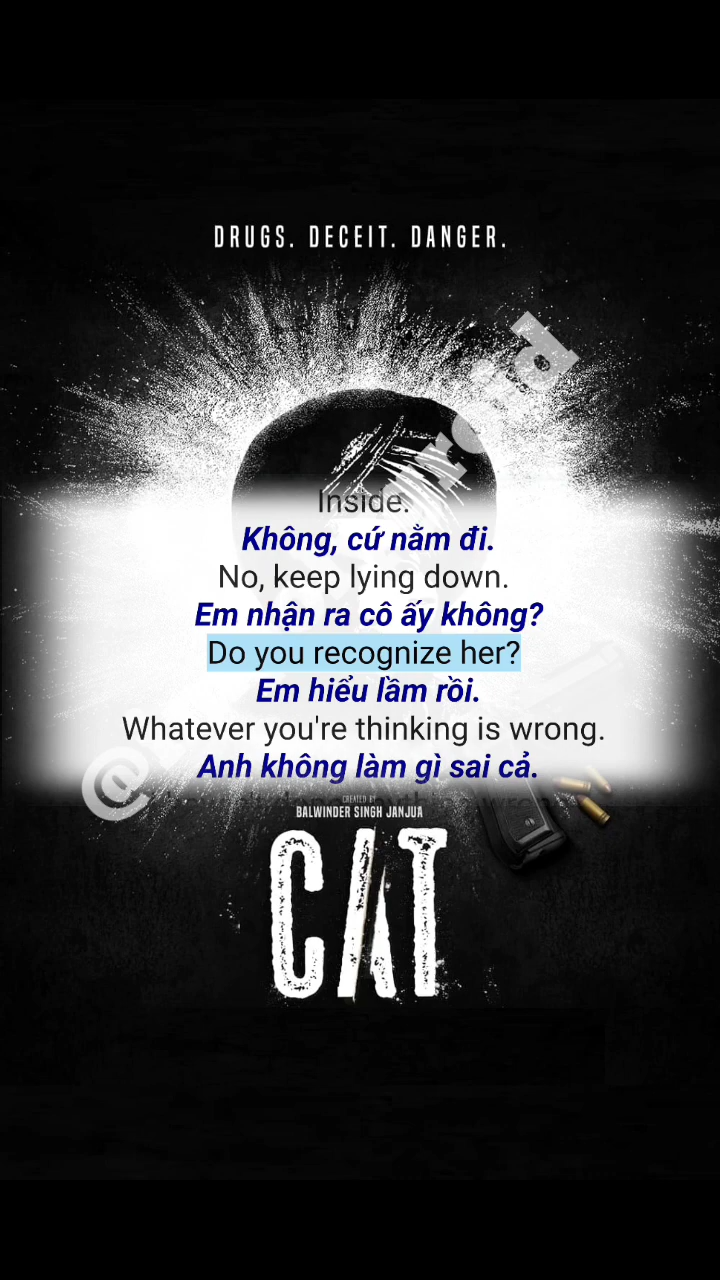 DRUGS. DECEIT. DANGER.
Inside.
Không, cứ nằm đi.
No, keep lying down.
Em nhận ra cô ấy không?
Do you recognize her?
Em hiểu lầm rồi.
Whatever you're thinking is wrong.
Anh không làm gì sai cả.
CREATED BY
BALWINDER SINGH JANJUA
CAT